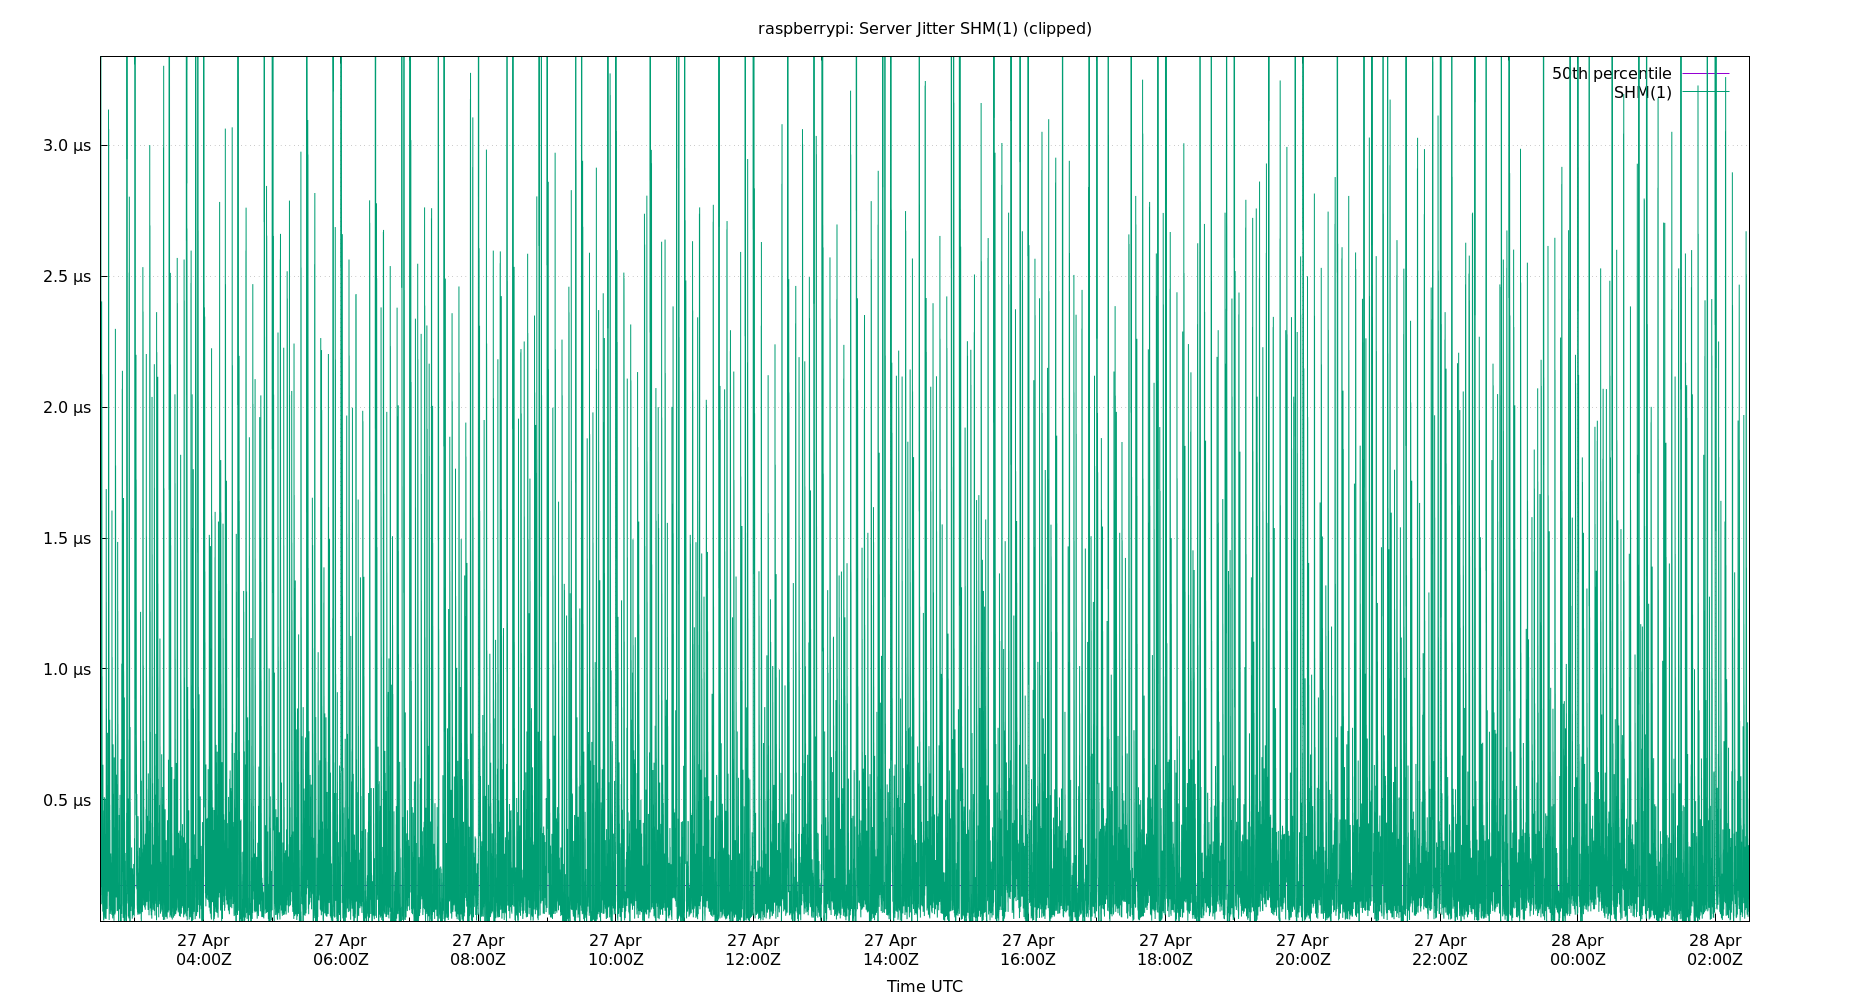 raspberrypi: Server Jitter SHM(1) (clipped)
50th percentile
SHM(1)
3.0 µs
2.5 µs
2.0 µs
1.5 µs
1.0 µs
0.5 µs
27 Apr 27 Apr 27 Apr 27 Apr 27 Apr 27 Apr 27 Apr 27 Apr 27 Apr 27 Apr 28 Apr 28 Apr
04:00Z 06:00Z 08:00Z 10:00Z 12:00Z 14:00Z 16:00Z 18:00Z 20:00Z 22:00Z 00:00Z 02:00Z
Time UTC